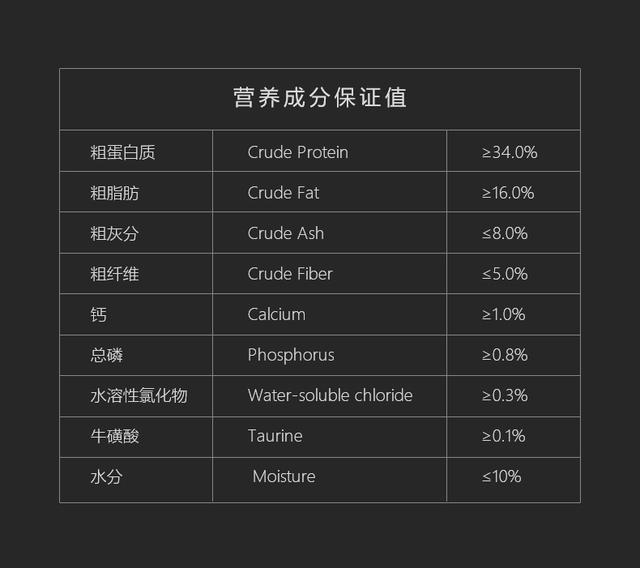 营养成分保证值
粗蛋白质 Crude Protein ≥34.0%
粗脂肪 Crude Fat ≥16.0%
粗灰分 Crude Ash ≤8.0%
粗纤维 Crude Fiber ≤5.0%
钙 Calcium ≥1.0%
总磷 Phosphorus ≥0.8%
水溶性氯化物 Water-soluble chloride ≥0.3%
牛磺酸 Taurine ≥0.1%
水分 Moisture ≤10%